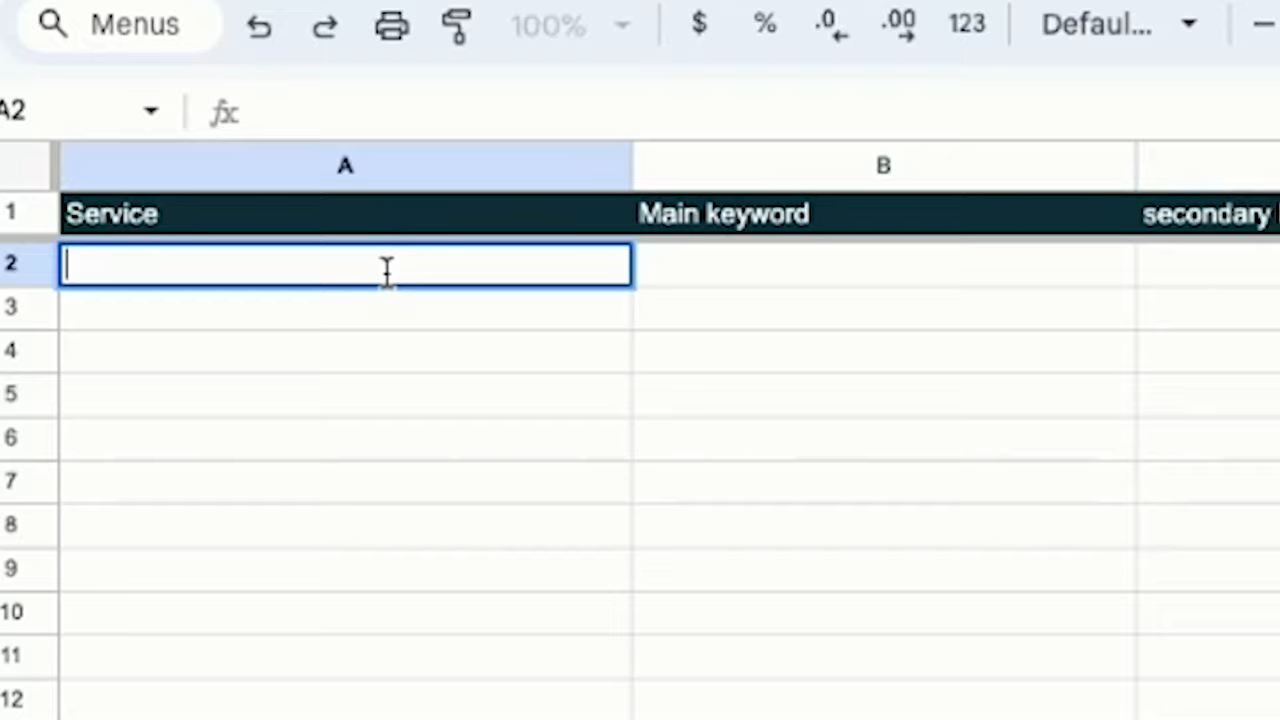 Menus 100% $ % .0 .00 123 Defaul...
A2 fx
A B
1 Service Main keyword secondary
2
3
4
5
6
7
8
9
10
11
12